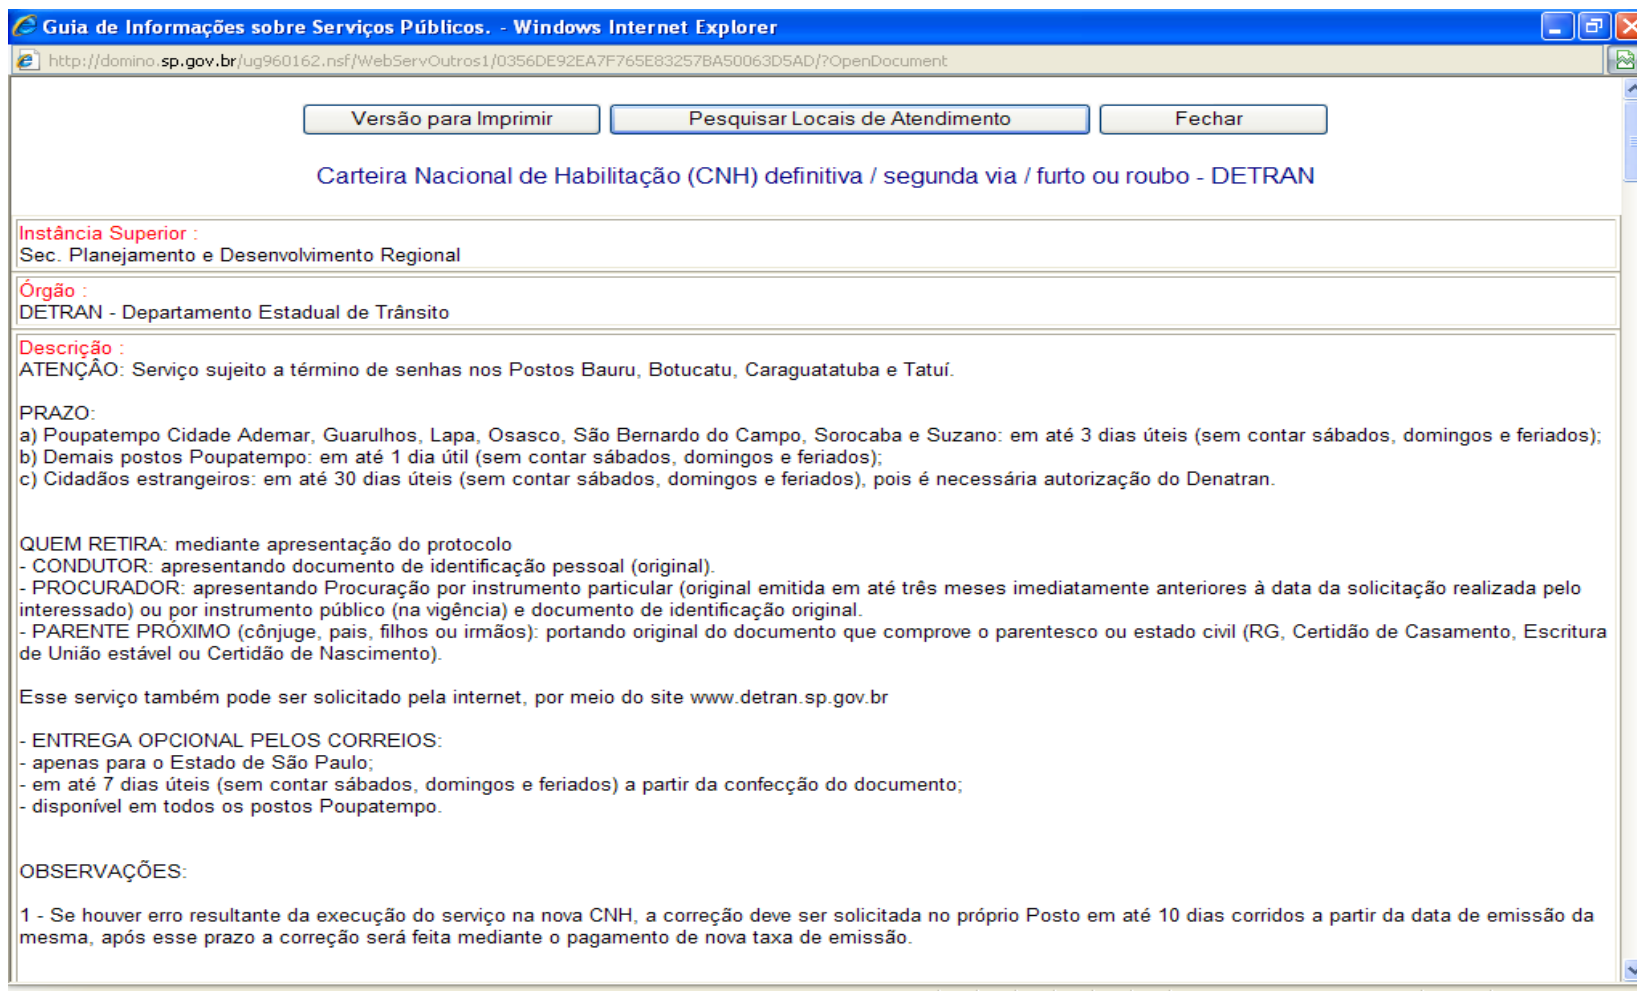 Guia de Informações sobre Serviços Públicos. - Windows Internet Explorer
http://domino.sp.gov.br/ug960162.nsf/WebServOutros1/0356DE92EA7F765E83257BA50063D5AD/?OpenDocument
Versão para Imprimir Pesquisar Locais de Atendimento Fechar
Carteira Nacional de Habilitação (CNH) definitiva / segunda via / furto ou roubo - DETRAN
Instância Superior :
Sec. Planejamento e Desenvolvimento Regional
Órgão :
DETRAN - Departamento Estadual de Trânsito
Descrição :
ATENÇÂO: Serviço sujeito a término de senhas nos Postos Bauru, Botucatu, Caraguatatuba e Tatuí.
PRAZO:
a) Poupatempo Cidade Ademar, Guarulhos, Lapa, Osasco, São Bernardo do Campo, Sorocaba e Suzano: em até 3 dias úteis (sem contar sábados, domingos e feriados);
b) Demais postos Poupatempo: em até 1 dia útil (sem contar sábados, domingos e feriados);
c) Cidadãos estrangeiros: em até 30 dias úteis (sem contar sábados, domingos e feriados), pois é necessária autorização do Denatran.
QUEM RETIRA: mediante apresentação do protocolo
- CONDUTOR: apresentando documento de identificação pessoal (original).
- PROCURADOR: apresentando Procuração por instrumento particular (original emitida em até três meses imediatamente anteriores à data da solicitação realizada pelo
interessado) ou por instrumento público (na vigência) e documento de identificação original.
- PARENTE PRÓXIMO (cônjuge, pais, filhos ou irmãos): portando original do documento que comprove o parentesco ou estado civil (RG, Certidão de Casamento, Escritura
de União estável ou Certidão de Nascimento).
Esse serviço também pode ser solicitado pela internet, por meio do site www.detran.sp.gov.br
- ENTREGA OPCIONAL PELOS CORREIOS:
- apenas para o Estado de São Paulo;
- em até 7 dias úteis (sem contar sábados, domingos e feriados) a partir da confecção do documento;
- disponível em todos os postos Poupatempo.
OBSERVAÇÕES:
1 - Se houver erro resultante da execução do serviço na nova CNH, a correção deve ser solicitada no próprio Posto em até 10 dias corridos a partir da data de emissão da
mesma, após esse prazo a correção será feita mediante o pagamento de nova taxa de emissão.